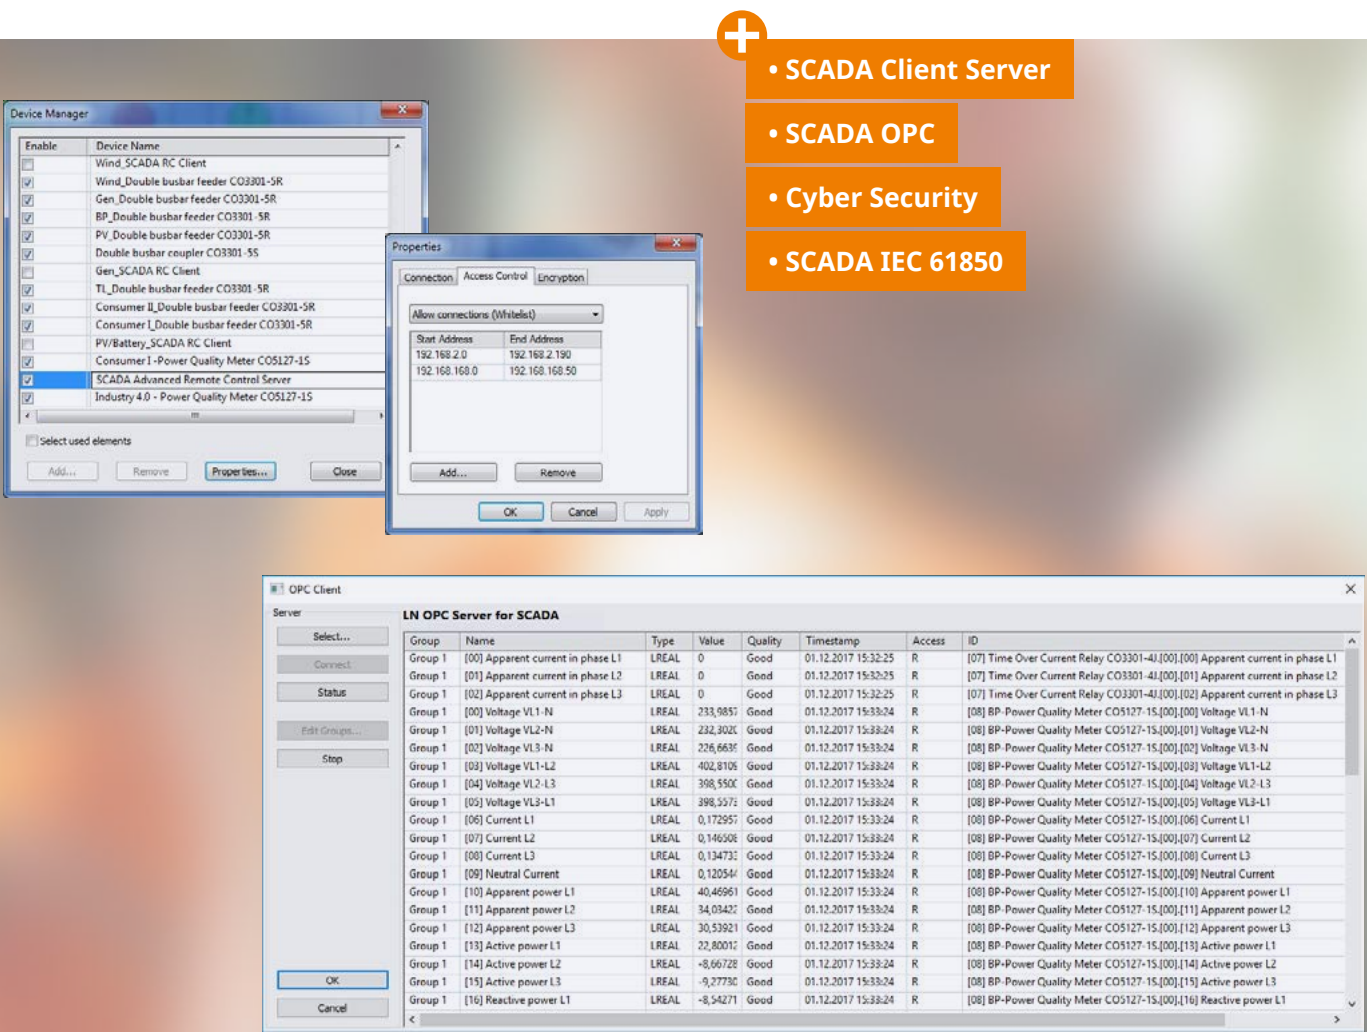 • SCADA Client Server
• SCADA OPC
• Cyber Security
• SCADA IEC 61850
Device Manager
Enable Device Name
Wind_SCADA RC Client
Wind_Double busbar feeder CO3301-5R
Gen_Double busbar feeder CO3301-5R
BP_Double busbar feeder CO3301-5R
PV_Double busbar feeder CO3301-5R
Double busbar coupler CO3301-5S
Gen_SCADA RC Client
TL_Double busbar feeder CO3301-5R
Consumer II_Double busbar feeder CO3301-5R
Consumer I_Double busbar feeder CO3301-5R
PV/Battery_SCADA RC Client
Consumer I -Power Quality Meter CO5127-1S
SCADA Advanced Remote Control Server
Industry 4.0 - Power Quality Meter CO5127-1S
Select used elements
Add... Remove Properties... Close
Properties
Connection Access Control Encryption
Allow connections (Whitelist)
Start Address End Address
192.168.2.0 192.168.2.190
192.168.168.0 192.168.168.50
Add... Remove
OK Cancel Apply
OPC Client
Server
Select...
Connect
Status
Edit Groups...
Stop
OK
Cancel
LN OPC Server for SCADA
Group Name Type Value Quality Timestamp Access ID
Group 1 [00] Apparent current in phase L1 LREAL 0 Good 01.12.2017 15:32:25 R [07] Time Over Current Relay CO3301-4J.[00].[00] Apparent current in phase L1
Group 1 [01] Apparent current in phase L2 LREAL 0 Good 01.12.2017 15:32:25 R [07] Time Over Current Relay CO3301-4J.[00].[01] Apparent current in phase L2
Group 1 [02] Apparent current in phase L3 LREAL 0 Good 01.12.2017 15:32:25 R [07] Time Over Current Relay CO3301-4J.[00].[02] Apparent current in phase L3
Group 1 [00] Voltage VL1-N LREAL 233,9857 Good 01.12.2017 15:33:24 R [08] BP-Power Quality Meter CO5127-1S.[00].[00] Voltage VL1-N
Group 1 [01] Voltage VL2-N LREAL 232,302( Good 01.12.2017 15:33:24 R [08] BP-Power Quality Meter CO5127-1S.[00].[01] Voltage VL2-N
Group 1 [02] Voltage VL3-N LREAL 226,6639 Good 01.12.2017 15:33:24 R [08] BP-Power Quality Meter CO5127-1S.[00].[02] Voltage VL3-N
Group 1 [03] Voltage VL1-L2 LREAL 402,8109 Good 01.12.2017 15:33:24 R [08] BP-Power Quality Meter CO5127-1S.[00].[03] Voltage VL1-L2
Group 1 [04] Voltage VL2-L3 LREAL 398,550( Good 01.12.2017 15:33:24 R [08] BP-Power Quality Meter CO5127-1S.[00].[04] Voltage VL2-L3
Group 1 [05] Voltage VL3-L1 LREAL 398,5573 Good 01.12.2017 15:33:24 R [08] BP-Power Quality Meter CO5127-1S.[00].[05] Voltage VL3-L1
Group 1 [06] Current L1 LREAL 0,172957 Good 01.12.2017 15:33:24 R [08] BP-Power Quality Meter CO5127-1S.[00].[06] Current L1
Group 1 [07] Current L2 LREAL 0,146508 Good 01.12.2017 15:33:24 R [08] BP-Power Quality Meter CO5127-1S.[00].[07] Current L2
Group 1 [08] Current L3 LREAL 0,134733 Good 01.12.2017 15:33:24 R [08] BP-Power Quality Meter CO5127-1S.[00].[08] Current L3
Group 1 [09] Neutral Current LREAL 0,120544 Good 01.12.2017 15:33:24 R [08] BP-Power Quality Meter CO5127-1S.[00].[09] Neutral Current
Group 1 [10] Apparent power L1 LREAL 40,46961 Good 01.12.2017 15:33:24 R [08] BP-Power Quality Meter CO5127-1S.[00].[10] Apparent power L1
Group 1 [11] Apparent power L2 LREAL 34,03422 Good 01.12.2017 15:33:24 R [08] BP-Power Quality Meter CO5127-1S.[00].[11] Apparent power L2
Group 1 [12] Apparent power L3 LREAL 30,53921 Good 01.12.2017 15:33:24 R [08] BP-Power Quality Meter CO5127-1S.[00].[12] Apparent power L3
Group 1 [13] Active power L1 LREAL 22,80012 Good 01.12.2017 15:33:24 R [08] BP-Power Quality Meter CO5127-1S.[00].[13] Active power L1
Group 1 [14] Active power L2 LREAL -8,66728 Good 01.12.2017 15:33:24 R [08] BP-Power Quality Meter CO5127-1S.[00].[14] Active power L2
Group 1 [15] Active power L3 LREAL -9,27730 Good 01.12.2017 15:33:24 R [08] BP-Power Quality Meter CO5127-1S.[00].[15] Active power L3
Group 1 [16] Reactive power L1 LREAL -8,54271 Good 01.12.2017 15:33:24 R [08] BP-Power Quality Meter CO5127-1S.[00].[16] Reactive power L1